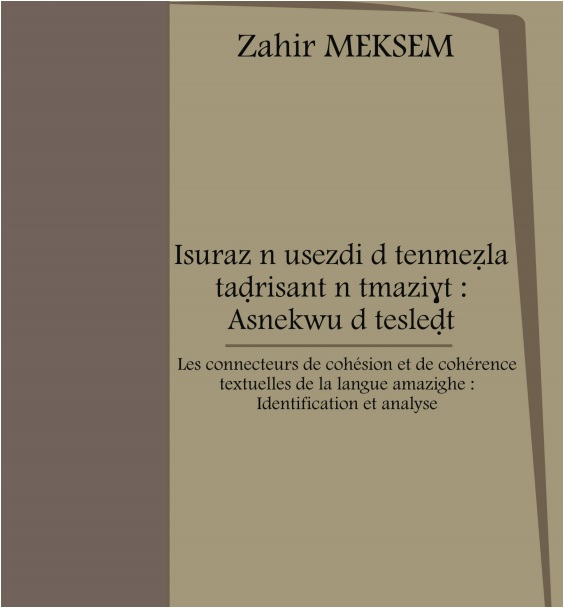 Zahir MEKSEM
Isuraz n usezdi d tenmeẓla
taḍrisant n tmaziɣt :
Asnekwu d tesleḍt
Les connecteurs de cohésion et de cohérence
textuelles de la langue amazighe :
Identification et analyse